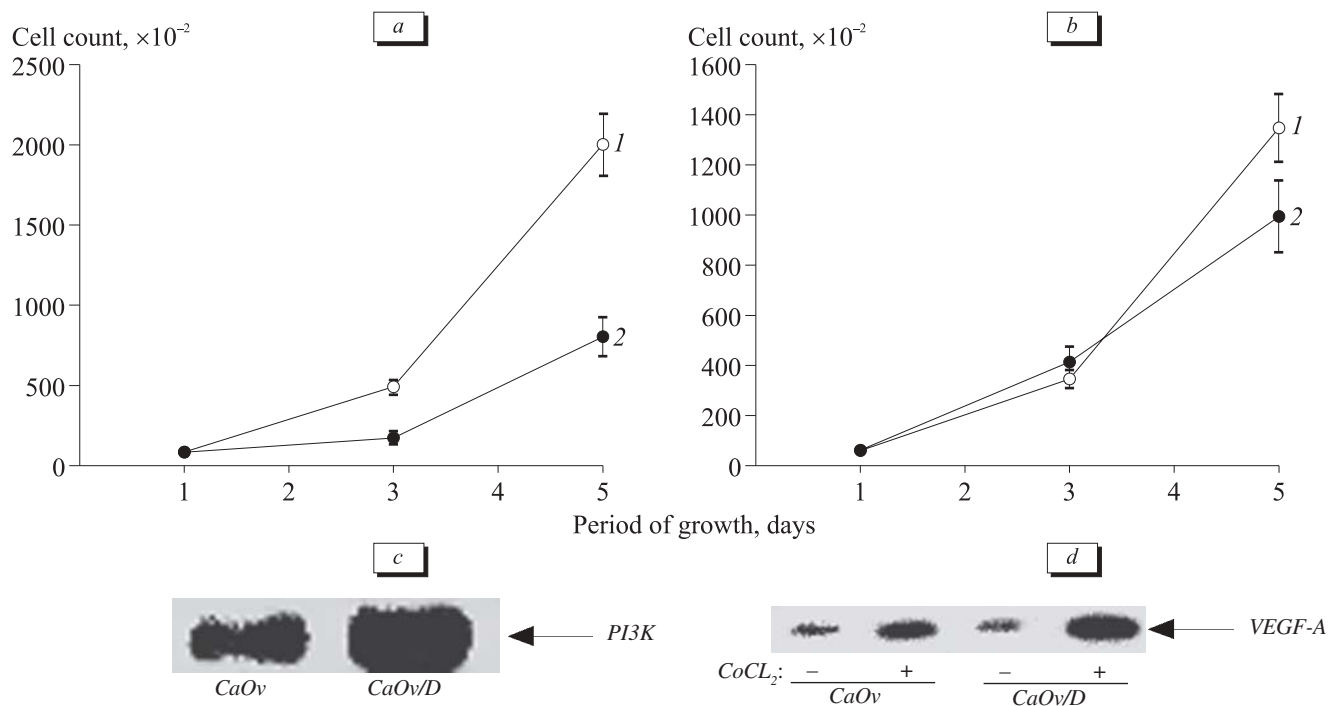 a
Cell count, ×10⁻²
2500
2000
1500
1000
500
0
1 2 3 4 5
1
2
b
Cell count, ×10⁻²
1600
1400
1200
1000
800
600
400
200
0
1 2 3 4 5
1
2
Period of growth, days
c
PI3K
CaOv CaOv/D
d
VEGF-A
CoCL₂: – + – +
CaOv CaOv/D